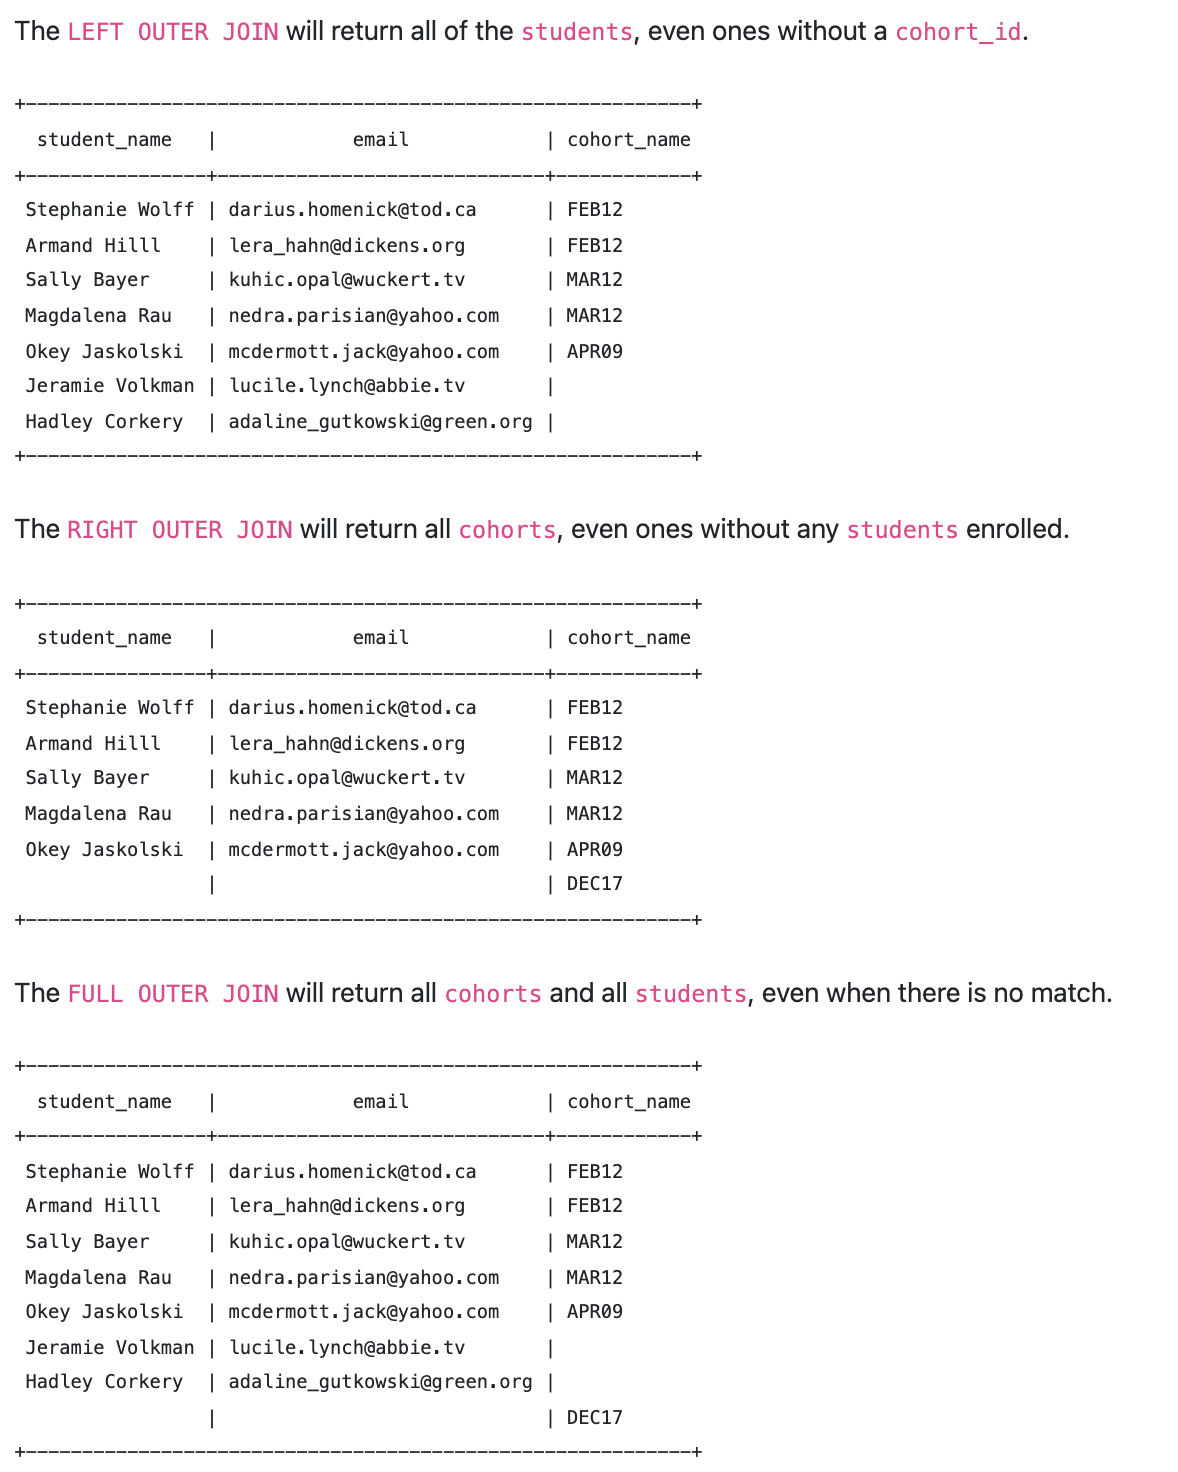 The LEFT OUTER JOIN will return all of the students, even ones without a cohort_id.
+-----------------------------------------------------------+
  student_name   |            email            | cohort_name
+----------------+-----------------------------+------------+
 Stephanie Wolff | darius.homenick@tod.ca      | FEB12
 Armand Hilll    | lera_hahn@dickens.org       | FEB12
 Sally Bayer     | kuhic.opal@wuckert.tv       | MAR12
 Magdalena Rau   | nedra.parisian@yahoo.com    | MAR12
 Okey Jaskolski  | mcdermott.jack@yahoo.com    | APR09
 Jeramie Volkman | lucile.lynch@abbie.tv       |
 Hadley Corkery  | adaline_gutkowski@green.org |
+-----------------------------------------------------------+
The RIGHT OUTER JOIN will return all cohorts, even ones without any students enrolled.
+-----------------------------------------------------------+
  student_name   |            email            | cohort_name
+----------------+-----------------------------+------------+
 Stephanie Wolff | darius.homenick@tod.ca      | FEB12
 Armand Hilll    | lera_hahn@dickens.org       | FEB12
 Sally Bayer     | kuhic.opal@wuckert.tv       | MAR12
 Magdalena Rau   | nedra.parisian@yahoo.com    | MAR12
 Okey Jaskolski  | mcdermott.jack@yahoo.com    | APR09
                 |                             | DEC17
+-----------------------------------------------------------+
The FULL OUTER JOIN will return all cohorts and all students, even when there is no match.
+-----------------------------------------------------------+
  student_name   |            email            | cohort_name
+----------------+-----------------------------+------------+
 Stephanie Wolff | darius.homenick@tod.ca      | FEB12
 Armand Hilll    | lera_hahn@dickens.org       | FEB12
 Sally Bayer     | kuhic.opal@wuckert.tv       | MAR12
 Magdalena Rau   | nedra.parisian@yahoo.com    | MAR12
 Okey Jaskolski  | mcdermott.jack@yahoo.com    | APR09
 Jeramie Volkman | lucile.lynch@abbie.tv       |
 Hadley Corkery  | adaline_gutkowski@green.org |
                 |                             | DEC17
+-----------------------------------------------------------+